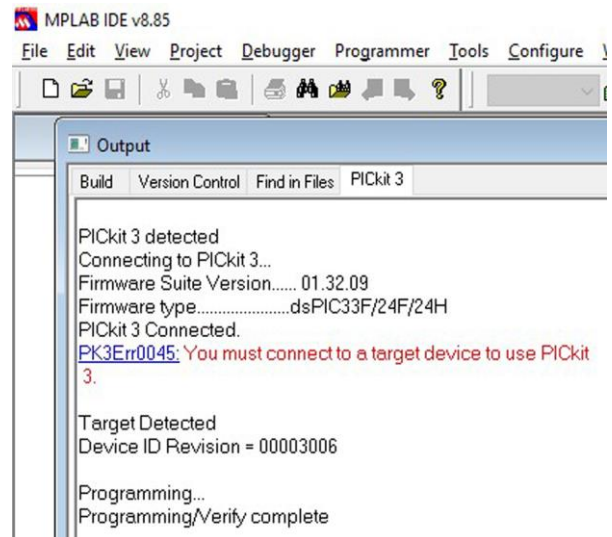 MPLAB IDE v8.85
File Edit View Project Debugger Programmer Tools Configure
Output
Build Version Control Find in Files PICkit 3
PICkit 3 detected
Connecting to PICkit 3...
Firmware Suite Version...... 01.32.09
Firmware type......................dsPIC33F/24F/24H
PICkit 3 Connected.
PK3Err0045: You must connect to a target device to use PICkit
3.
Target Detected
Device ID Revision = 00003006
Programming...
Programming/Verify complete